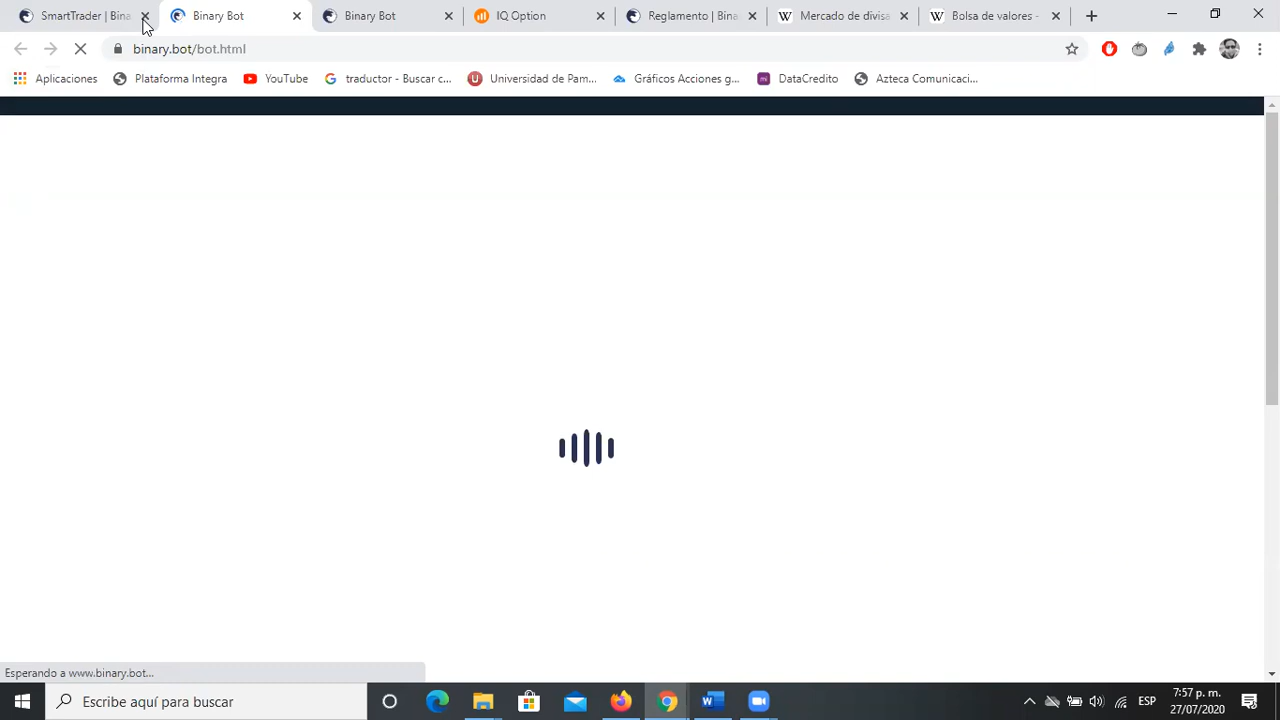 SmartTrader | Bina
Binary Bot
Binary Bot
IQ Option
Reglamento | Bina
Mercado de divisa
Bolsa de valores -
binary.bot/bot.html
Aplicaciones
Plataforma Integra
YouTube
traductor - Buscar c...
Universidad de Pam...
Gráficos Acciones g...
DataCredito
Azteca Comunicaci...
Esperando a www.binary.bot...
Escribe aquí para buscar
ESP
7:57 p. m.
27/07/2020